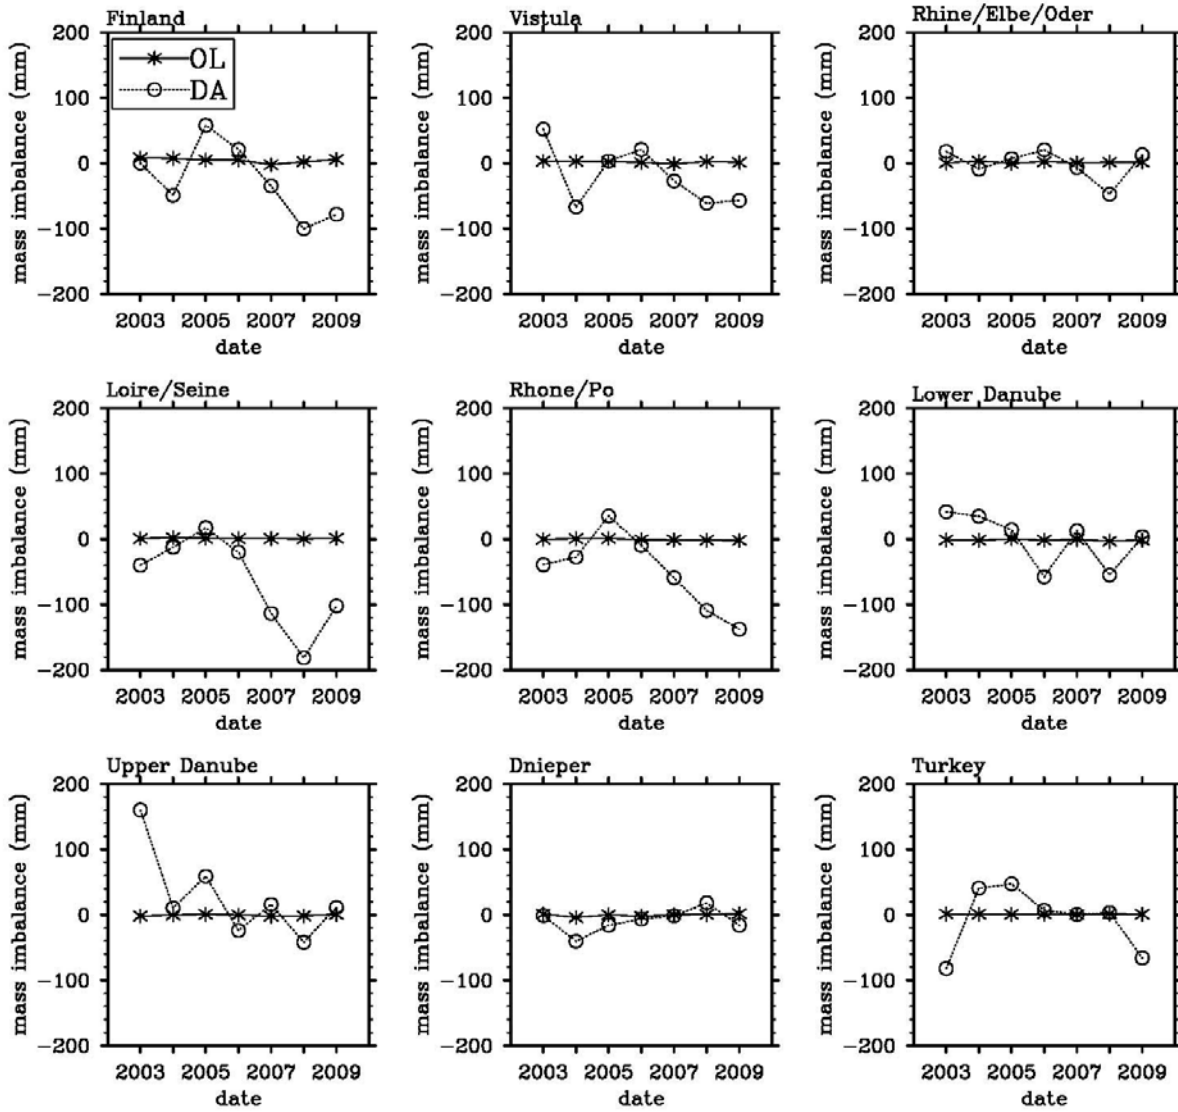 Finland
mass imbalance (mm)
200
100
0
-100
-200
OL
DA
2003 2005 2007 2009
date
Vistula
mass imbalance (mm)
200
100
0
-100
-200
2003 2005 2007 2009
date
Rhine/Elbe/Oder
mass imbalance (mm)
200
100
0
-100
-200
2003 2005 2007 2009
date
Loire/Seine
mass imbalance (mm)
200
100
0
-100
-200
2003 2005 2007 2009
date
Rhone/Po
mass imbalance (mm)
200
100
0
-100
-200
2003 2005 2007 2009
date
Lower Danube
mass imbalance (mm)
200
100
0
-100
-200
2003 2005 2007 2009
date
Upper Danube
mass imbalance (mm)
200
100
0
-100
-200
2003 2005 2007 2009
date
Dnieper
mass imbalance (mm)
200
100
0
-100
-200
2003 2005 2007 2009
date
Turkey
mass imbalance (mm)
200
100
0
-100
-200
2003 2005 2007 2009
date